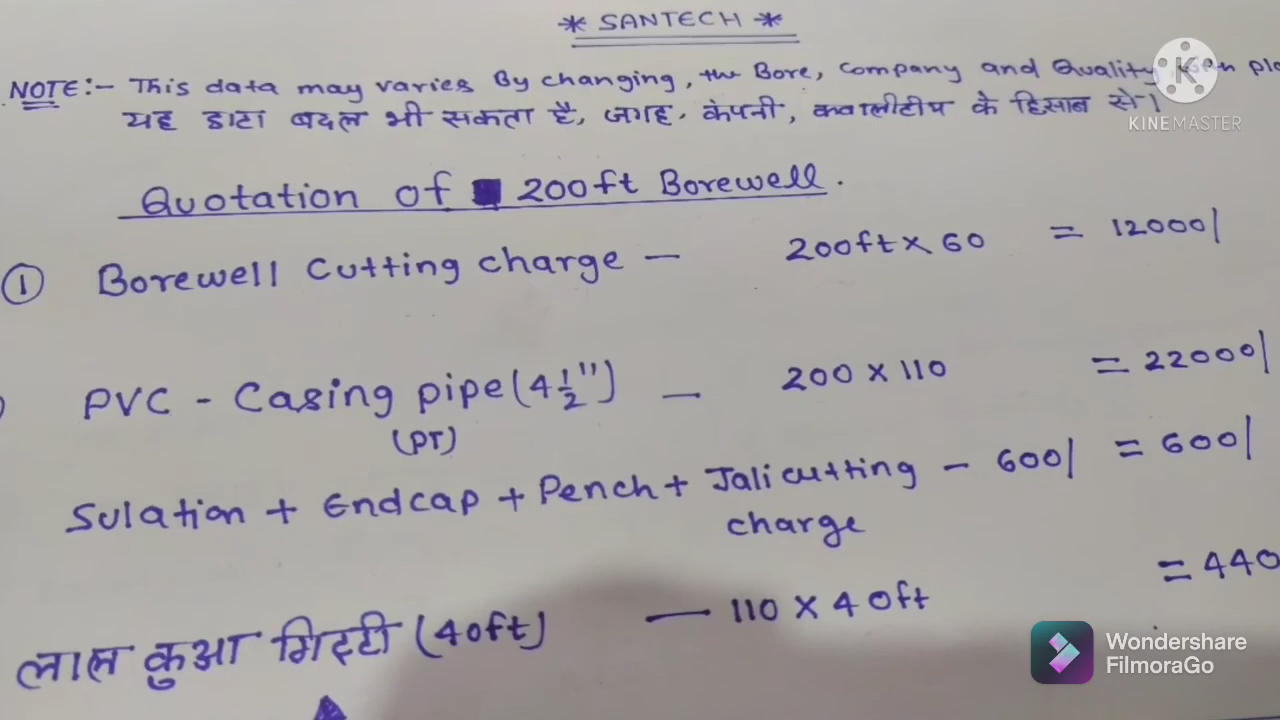 * SANTECH *
NOTE:- This data may varies By changing, the Bore, Company and Quality
यह डाटा बदल भी सकता है, जगह, कंपनी, क्वालीटीय के हिसाब से।
KINEMASTER
Quotation of 200ft Borewell.
① Borewell Cutting charge — 200ft x 60 = 12000/
PVC - Casing pipe (4 1/2") — 200 x 110 = 22000/
(PT)
Sulation + Endcap + Pench + Jali cutting - 600/ = 600/
charge
लाल कुआ गिट्टी (40ft) — 110 x 40ft = 440
Wondershare
FilmoraGo